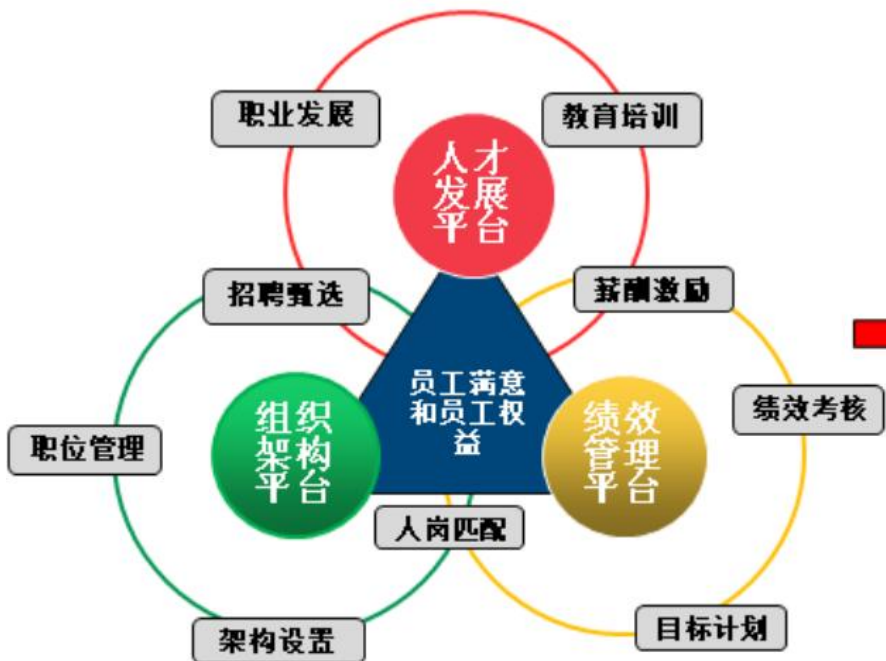 职业发展
教育培训
人才
发展
平台
招聘甄选
薪酬激励
员工满意
和员工权
益
组织
架构
平台
绩效
管理
平台
职位管理
绩效考核
人岗匹配
架构设置
目标计划